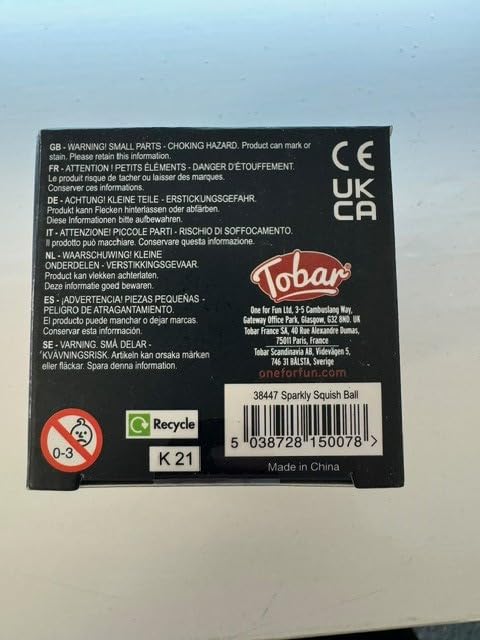 GB - WARNING! SMALL PARTS - CHOKING HAZARD. Product can mark or
stain. Please retain this information.
FR - ATTENTION ! PETITS ÉLÉMENTS - DANGER D'ÉTOUFFEMENT.
Le produit risque de tacher ou laisser des marques.
Conserver ces informations.
DE - ACHTUNG! KLEINE TEILE - ERSTICKUNGSGEFAHR.
Produkt kann Flecken hinterlassen oder abfärben.
Diese Informationen bitte aufbewahren.
IT - ATTENZIONE! PICCOLE PARTI - RISCHIO DI SOFFOCAMENTO.
Il prodotto può macchiare. Conservare questa informazione.
NL - WAARSCHUWING! KLEINE
ONDERDELEN - VERSTIKKINGSGEVAAR.
Product kan vlekken achterlaten.
Deze informatie goed bewaren.
ES - ¡ADVERTENCIA! PIEZAS PEQUEÑAS -
PELIGRO DE ATRAGANTAMIENTO.
El producto puede manchar o dejar marcas.
Conservar esta información.
SE - VARNING. SMÅ DELAR -
KVÄVNINGSRISK. Artikeln kan orsaka märken
eller fläckar. Spara denna information.
CE
UK
CA
Tobar
One for Fun Ltd, 3-5 Cambuslang Way,
Gateway Office Park, Glasgow, G32 8ND. UK
Tobar France SA, 40 Rue Alexandre Dumas,
75011 Paris, France
Tobar Scandinavia AB, Videvägen 5,
746 31 BÅLSTA, Sverige
oneforfun.com
38447 Sparkly Squish Ball
5 038728 150078 >
Made in China
0-3
Recycle
K 21